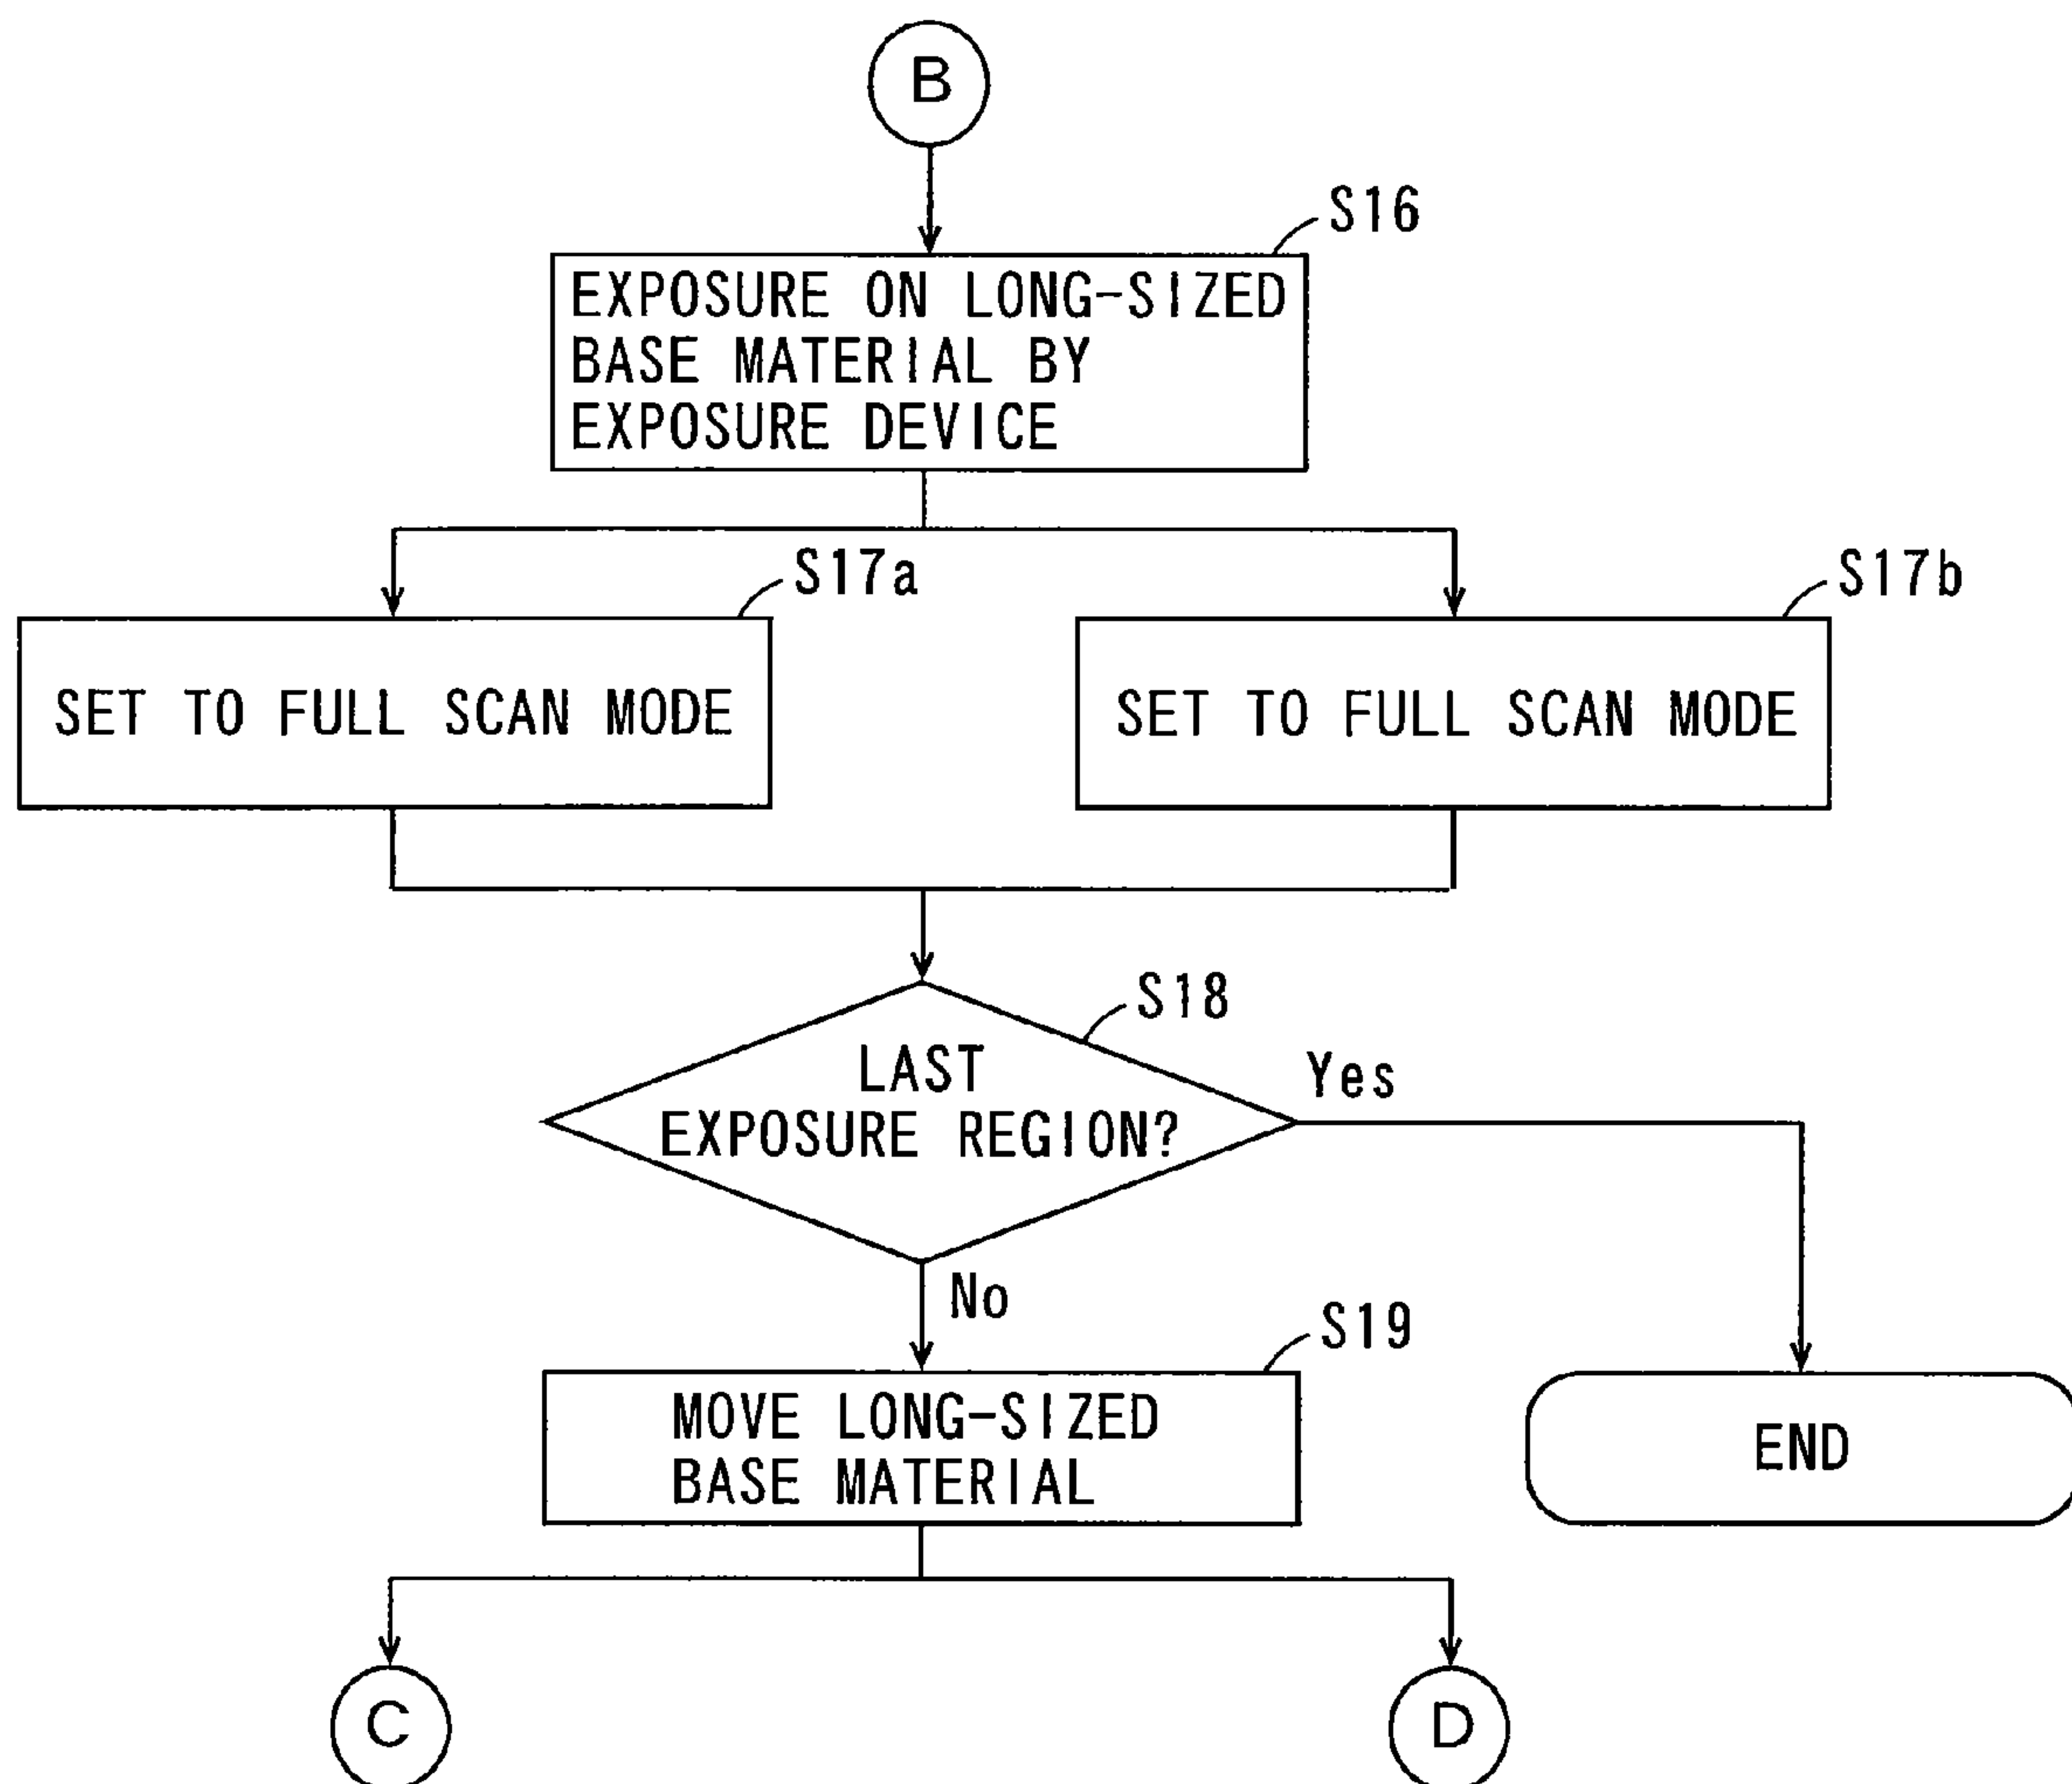 B
S16
EXPOSURE ON LONG-SIZED
BASE MATERIAL BY
EXPOSURE DEVICE
S17a
S17b
SET TO FULL SCAN MODE
SET TO FULL SCAN MODE
S18
LAST
EXPOSURE REGION?
Yes
No
S19
MOVE LONG-SIZED
BASE MATERIAL
END
C
D